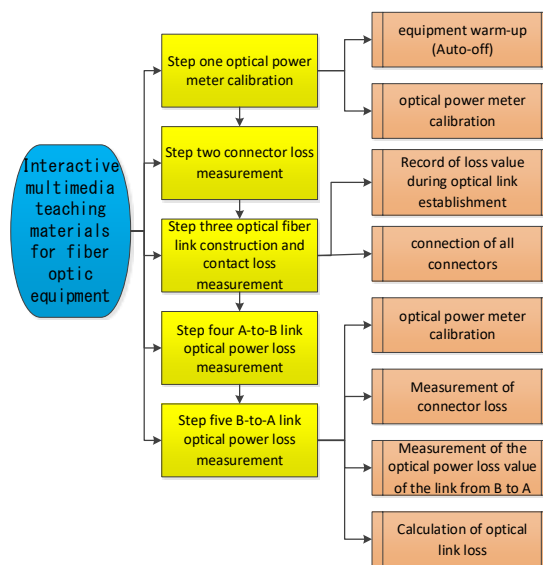 Interactive
multimedia
teaching
materials
for fiber
optic
equipment
Step one optical power
meter calibration
Step two connector loss
measurement
Step three optical fiber
link construction and
contact loss
measurement
Step four A-to-B link
optical power loss
measurement
Step five B-to-A link
optical power loss
measurement
equipment warm-up
(Auto-off)
optical power meter
calibration
Record of loss value
during optical link
establishment
connection of all
connectors
optical power meter
calibration
Measurement of
connector loss
Measurement of the
optical power loss value
of the link from B to A
Calculation of optical
link loss